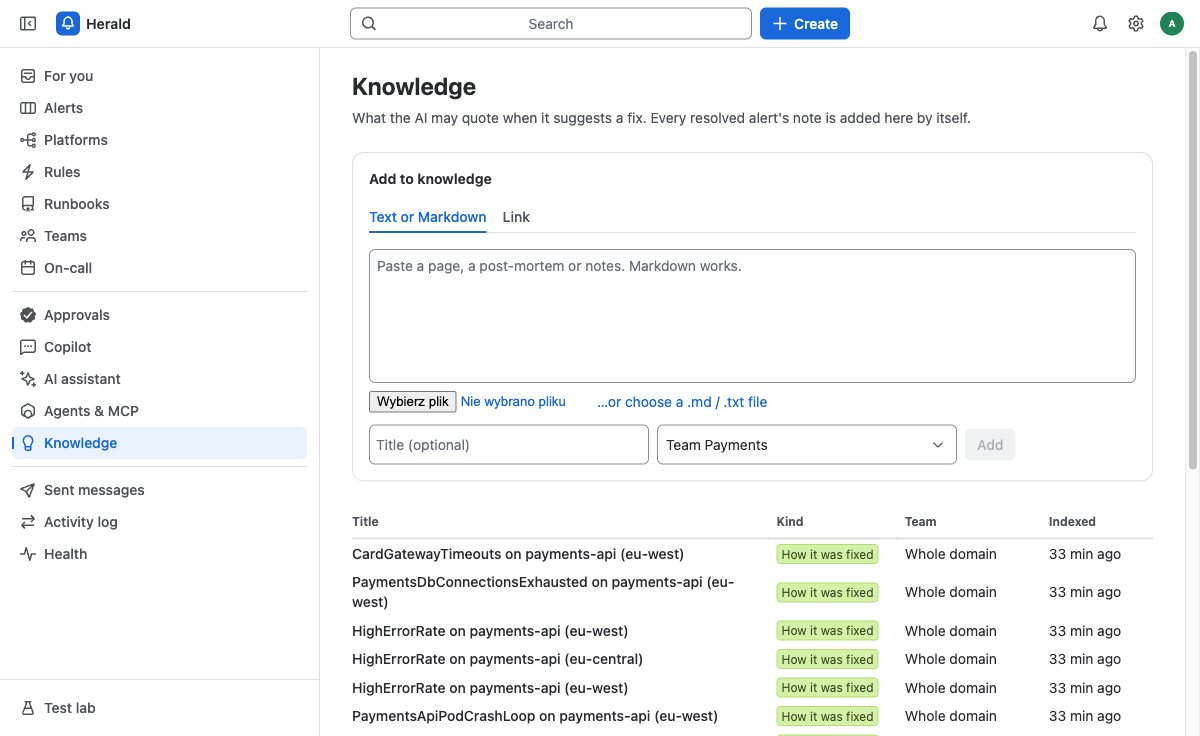 Herald
Search
Create
A
For you
Alerts
Platforms
Rules
Runbooks
Teams
On-call
Approvals
Copilot
AI assistant
Agents & MCP
Knowledge
Sent messages
Activity log
Health
Test lab
Knowledge
What the AI may quote when it suggests a fix. Every resolved alert's note is added here by itself.
Add to knowledge
Text or Markdown Link
Paste a page, a post-mortem or notes. Markdown works.
Wybierz plik Nie wybrano pliku ...or choose a .md / .txt file
Title (optional) Team Payments Add
Title Kind Team Indexed
CardGatewayTimeouts on payments-api (eu-west) How it was fixed Whole domain 33 min ago
PaymentsDbConnectionsExhausted on payments-api (eu-
west) How it was fixed Whole domain 33 min ago
HighErrorRate on payments-api (eu-west) How it was fixed Whole domain 33 min ago
HighErrorRate on payments-api (eu-central) How it was fixed Whole domain 33 min ago
HighErrorRate on payments-api (eu-west) How it was fixed Whole domain 33 min ago
PaymentsApiPodCrashLoop on payments-api (eu-west) How it was fixed Whole domain 33 min ago